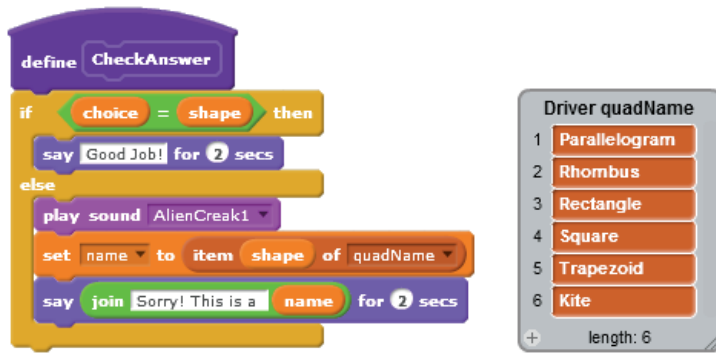 define CheckAnswer
if choice = shape then
say Good Job! for 2 secs
else
play sound AlienCreak1
set name to item shape of quadName
say join Sorry! This is a name for 2 secs
Driver quadName
1 Parallelogram
2 Rhombus
3 Rectangle
4 Square
5 Trapezoid
6 Kite
+ length: 6